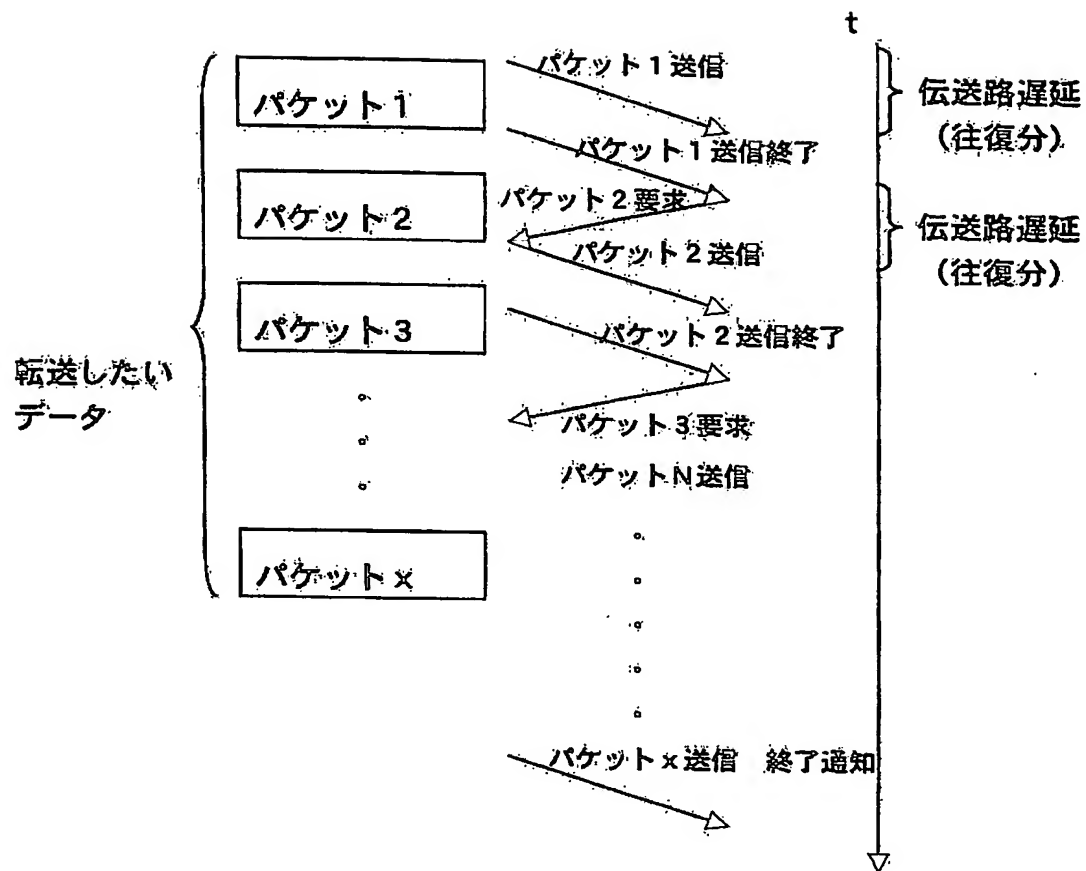 t
パケット1送信
伝送路遅延
(往復分)
パケット1
パケット1送信終了
パケット2要求
パケット2
伝送路遅延
(往復分)
パケット2送信
パケット3
パケット2送信終了
転送したい
データ
パケット3要求
パケットN送信
パケットx
パケットx送信 終了通知